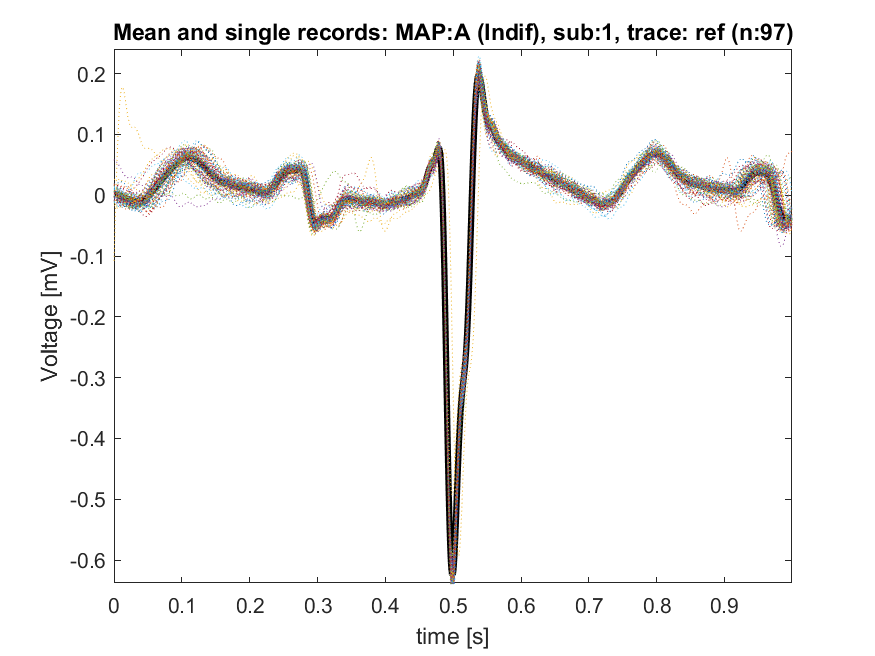 Mean and single records: MAP:A (Indif), sub:1, trace: ref (n:97)
0.2
0.1
0
-0.1
-0.2
-0.3
-0.4
-0.5
-0.6
Voltage [mV]
0 0.1 0.2 0.3 0.4 0.5 0.6 0.7 0.8 0.9
time [s]